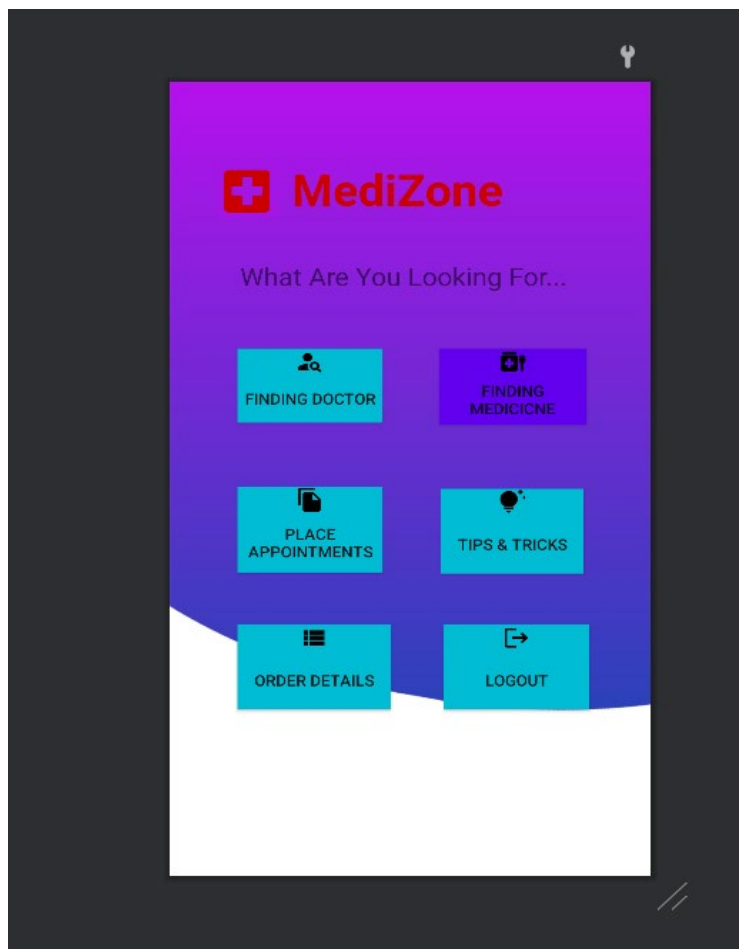 MediZone
What Are You Looking For...
FINDING DOCTOR
FINDING
MEDICICNE
PLACE
APPOINTMENTS
TIPS & TRICKS
ORDER DETAILS
LOGOUT